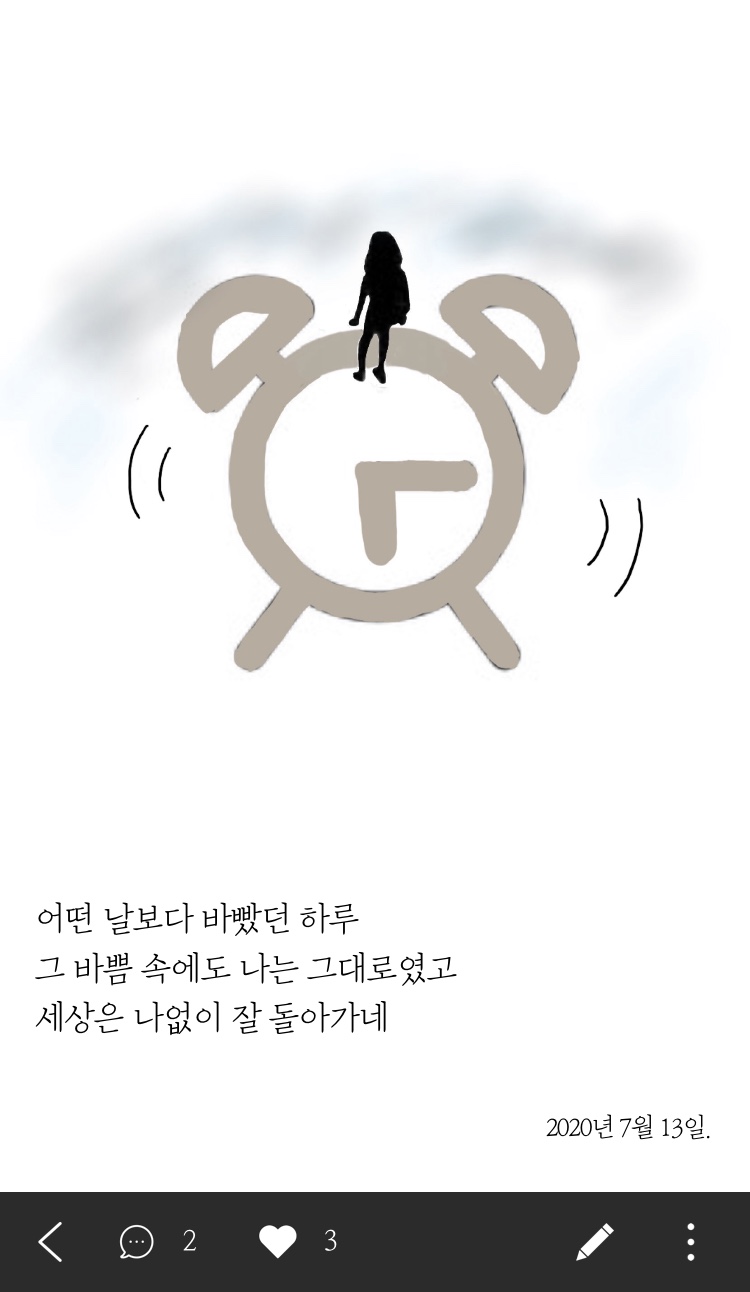 어떤 날보다 바빴던 하루
그 바쁨 속에도 나는 그대로였고
세상은 나없이 잘 돌아가네
2020년 7월 13일.
2 3